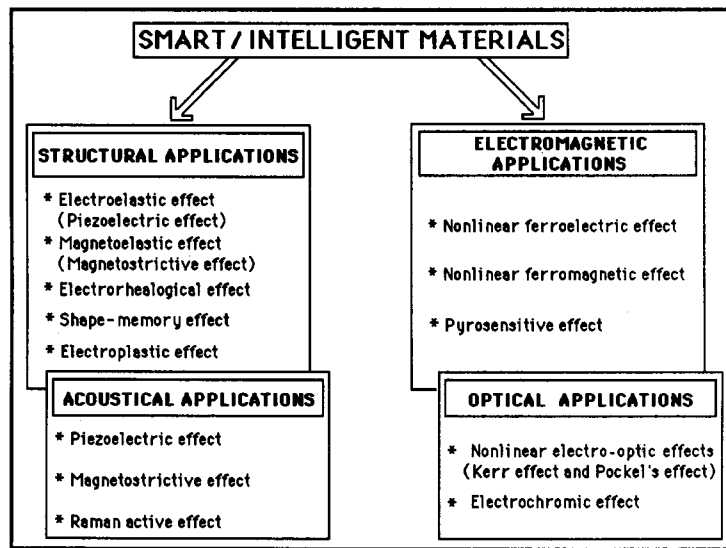 SMART / INTELLIGENT MATERIALS
STRUCTURAL APPLICATIONS
* Electroelastic effect
(Piezoelectric effect)
* Magnetoelastic effect
(Magnetostrictive effect)
* Electrorhealogical effect
* Shape-memory effect
* Electroplastic effect
ACOUSTICAL APPLICATIONS
* Piezoelectric effect
* Magnetostrictive effect
* Raman active effect
ELECTROMAGNETIC
APPLICATIONS
* Nonlinear ferroelectric effect
* Nonlinear ferromagnetic effect
* Pyrosensitive effect
OPTICAL APPLICATIONS
* Nonlinear electro-optic effects
(Kerr effect and Pockel's effect)
* Electrochromic effect